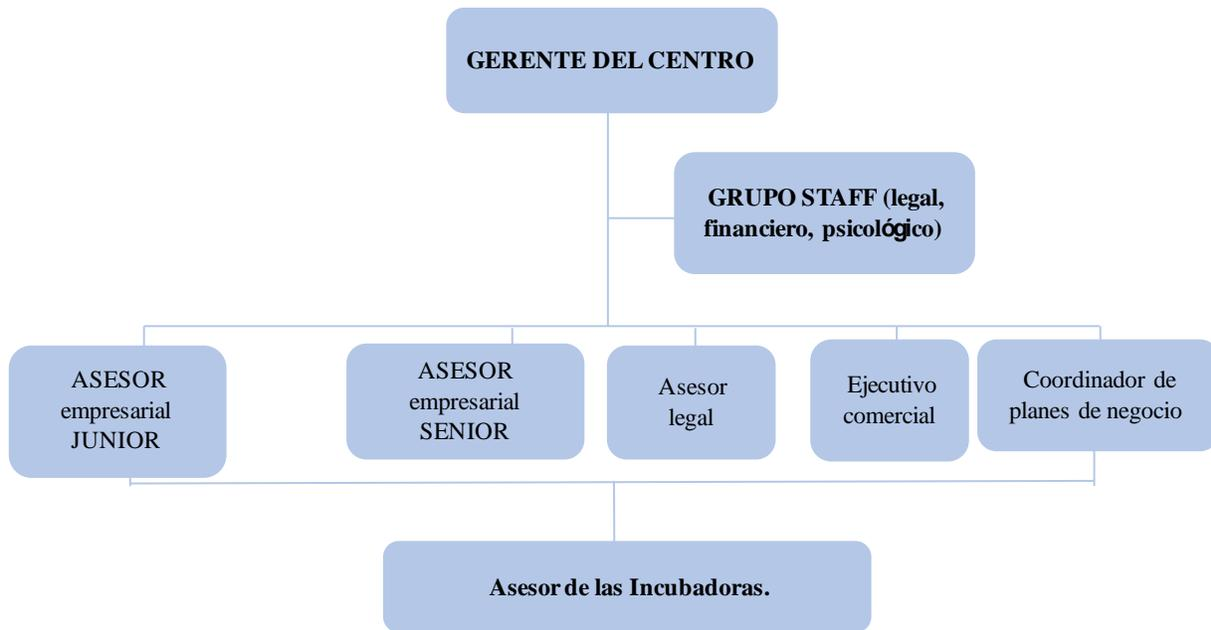 GERENTE DEL CENTRO
GRUPO STAFF (legal,
financiero, psicológico)
ASESOR
empresarial
JUNIOR
ASESOR
empresarial
SENIOR
Asesor
legal
Ejecutivo
comercial
Coordinador de
planes de negocio
Asesor de las Incubadoras.